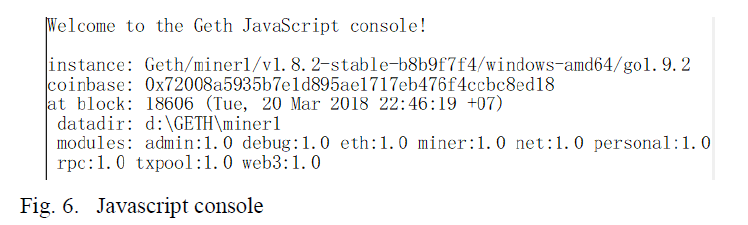 Welcome to the Geth JavaScript console!
instance: Geth/miner1/v1.8.2-stable-b8b9f7f4/windows-amd64/go1.9.2
coinbase: 0x72008a5935b7e1d895ae1717eb476f4ccbc8ed18
at block: 18606 (Tue, 20 Mar 2018 22:46:19 +07)
datadir: d:\GETH\miner1
modules: admin:1.0 debug:1.0 eth:1.0 miner:1.0 net:1.0 personal:1.0
rpc:1.0 txpool:1.0 web3:1.0
Fig. 6. Javascript console